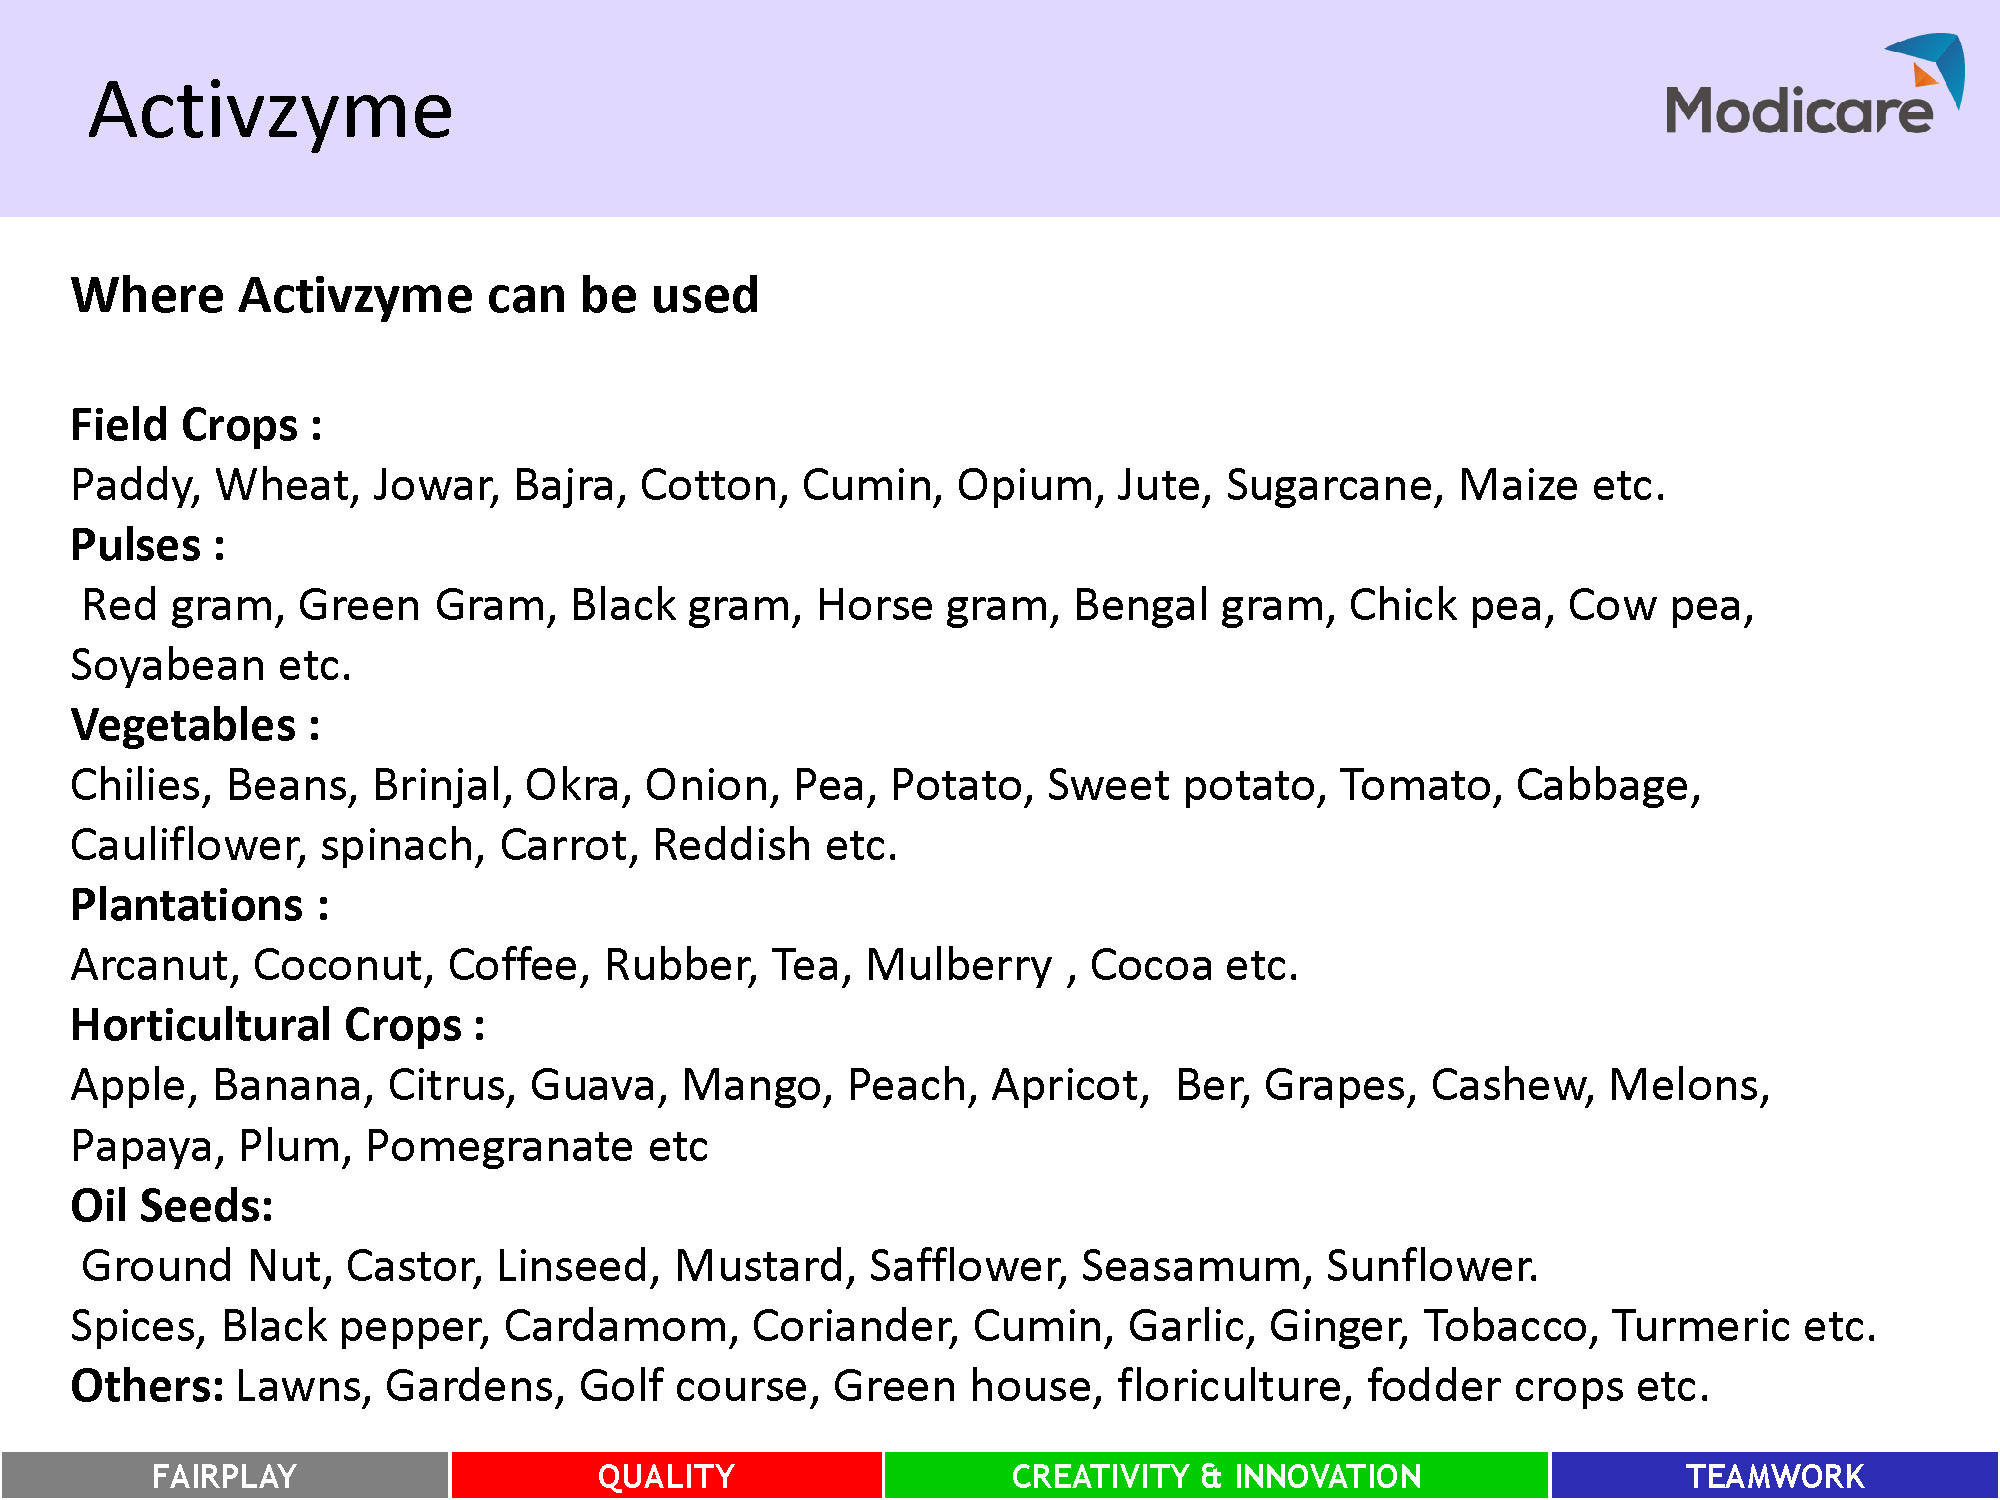 Activzyme
Modicare
Where Activzyme can be used
Field Crops :
Paddy, Wheat, Jowar, Bajra, Cotton, Cumin, Opium, Jute, Sugarcane, Maize etc.
Pulses :
Red gram, Green Gram, Black gram, Horse gram, Bengal gram, Chick pea, Cow pea,
Soyabean etc.
Vegetables :
Chilies, Beans, Brinjal, Okra, Onion, Pea, Potato, Sweet potato, Tomato, Cabbage,
Cauliflower, spinach, Carrot, Reddish etc.
Plantations :
Arcanut, Coconut, Coffee, Rubber, Tea, Mulberry , Cocoa etc.
Horticultural Crops :
Apple, Banana, Citrus, Guava, Mango, Peach, Apricot, Ber, Grapes, Cashew, Melons,
Papaya, Plum, Pomegranate etc
Oil Seeds:
Ground Nut, Castor, Linseed, Mustard, Safflower, Seasamum, Sunflower.
Spices, Black pepper, Cardamom, Coriander, Cumin, Garlic, Ginger, Tobacco, Turmeric etc.
Others: Lawns, Gardens, Golf course, Green house, floriculture, fodder crops etc.
FAIRPLAY QUALITY CREATIVITY & INNOVATION TEAMWORK